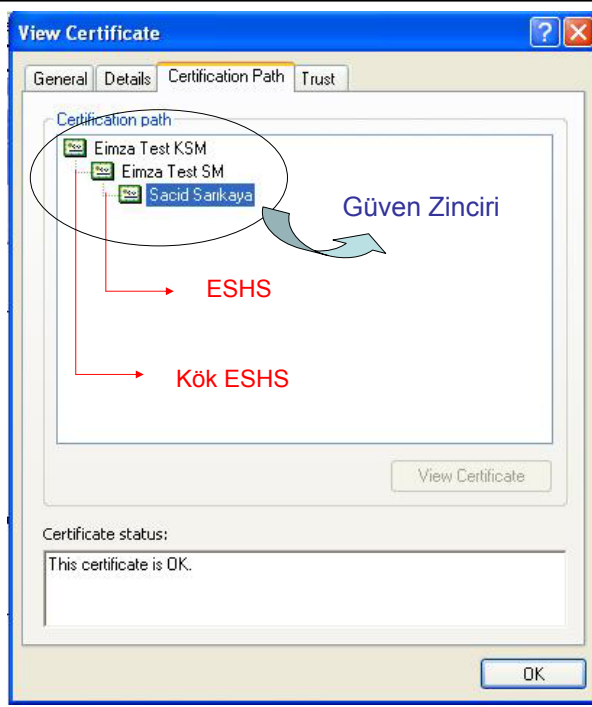 View Certificate
General Details Certification Path Trust
Certification path
Eimza Test KSM
Eimza Test SM
Sacid Sarıkaya
Güven Zinciri
ESHS
Kök ESHS
View Certificate
Certificate status:
This certificate is OK.
OK